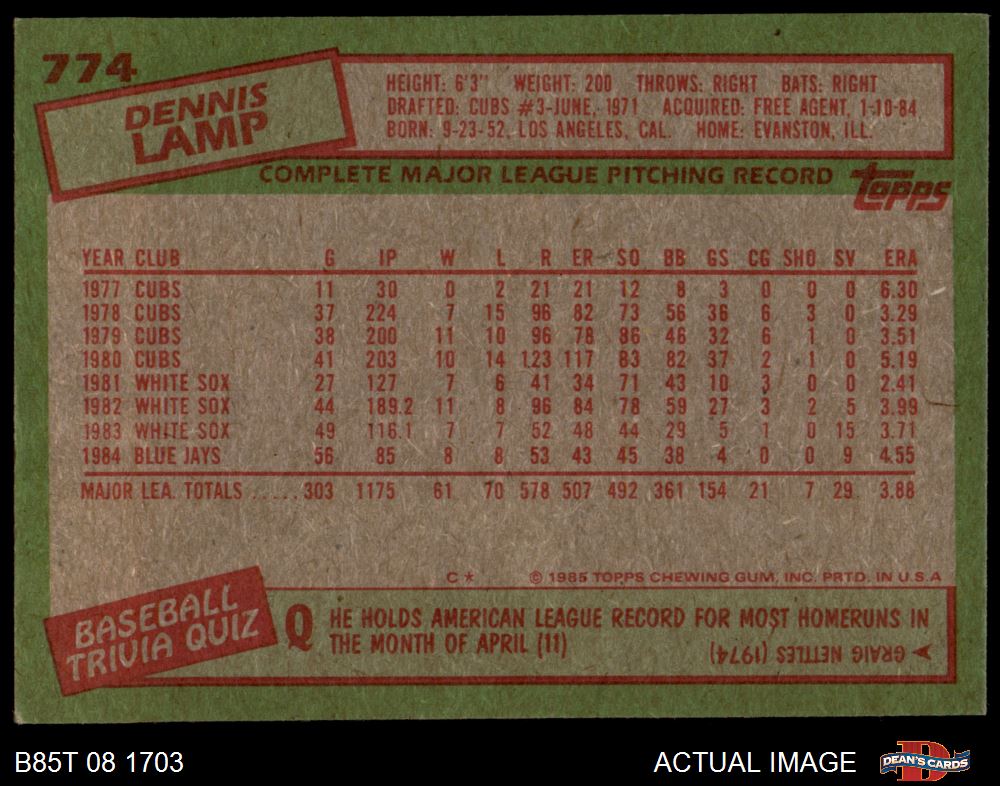 774
DENNIS
LAMP
HEIGHT: 6'3" WEIGHT: 200 THROWS: RIGHT BATS: RIGHT
DRAFTED: CUBS #3-JUNE, 1971 ACQUIRED: FREE AGENT, 1-10-84
BORN: 9-23-52, LOS ANGELES, CAL. HOME: EVANSTON, ILL.
COMPLETE MAJOR LEAGUE PITCHING RECORD
topps
YEAR CLUB G IP W L R ER SO BB GS CG SHO SV ERA
1977 CUBS 11 30 0 2 21 21 12 8 3 0 0 0 6.30
1978 CUBS 37 224 7 15 96 82 73 56 36 6 3 0 3.29
1979 CUBS 38 200 11 10 96 78 86 46 32 6 1 0 3.51
1980 CUBS 41 203 10 14 123 117 83 82 37 2 1 0 5.19
1981 WHITE SOX 27 127 7 6 41 34 71 43 10 3 0 0 2.41
1982 WHITE SOX 44 189.2 11 8 96 84 78 59 27 3 2 5 3.99
1983 WHITE SOX 49 116.1 7 7 52 48 44 29 5 1 0 15 3.71
1984 BLUE JAYS 56 85 8 8 53 43 45 38 4 0 0 9 4.55
MAJOR LEA. TOTALS ..... 303 1175 61 70 578 507 492 361 154 21 7 29 3.88
C* © 1985 TOPPS CHEWING GUM, INC. PRTD. IN U.S.A
BASEBALL
TRIVIA QUIZ
Q HE HOLDS AMERICAN LEAGUE RECORD FOR MOST HOMERUNS IN
THE MONTH OF APRIL (11)
GRAIG NETTLES (1974)
B85T 08 1703
ACTUAL IMAGE
D
DEAN'S CARDS